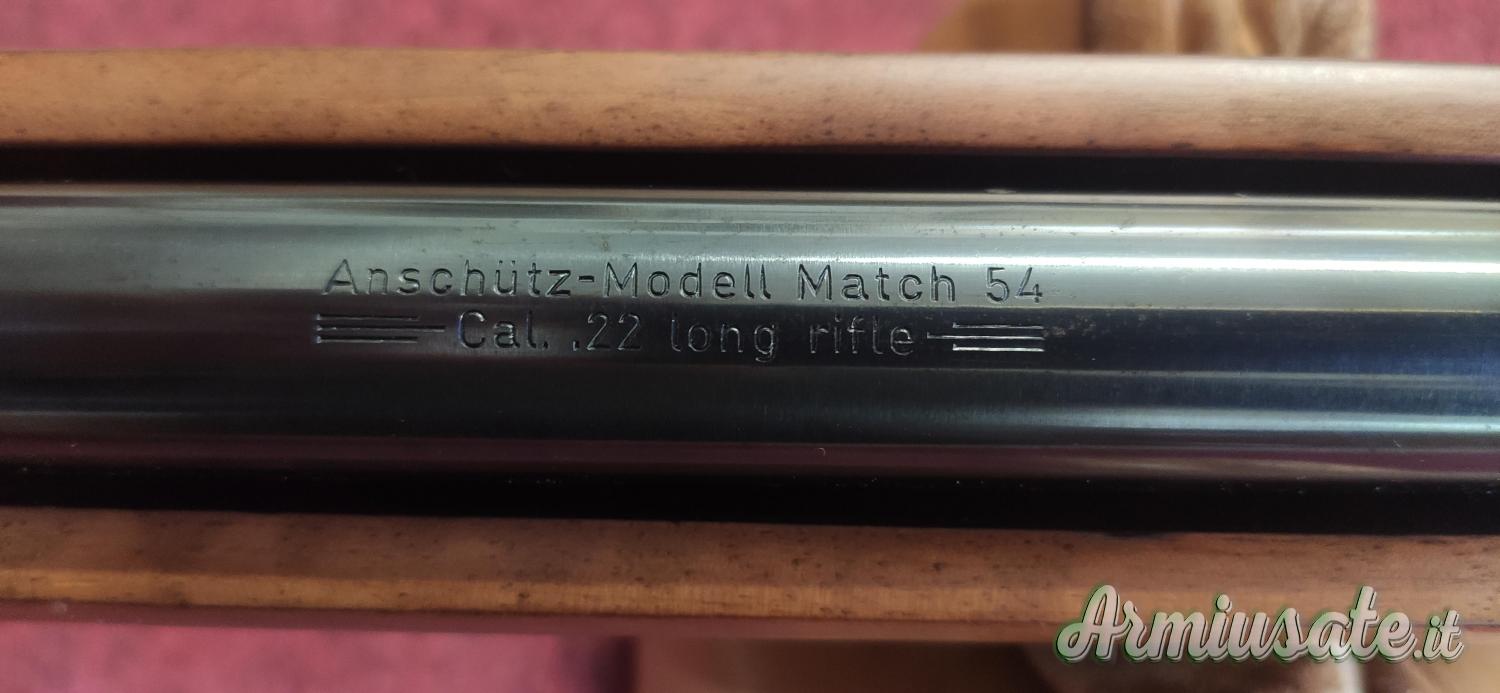 Anschütz-Modell Match 54
Cal. .22 long rifle
Armiusate.it